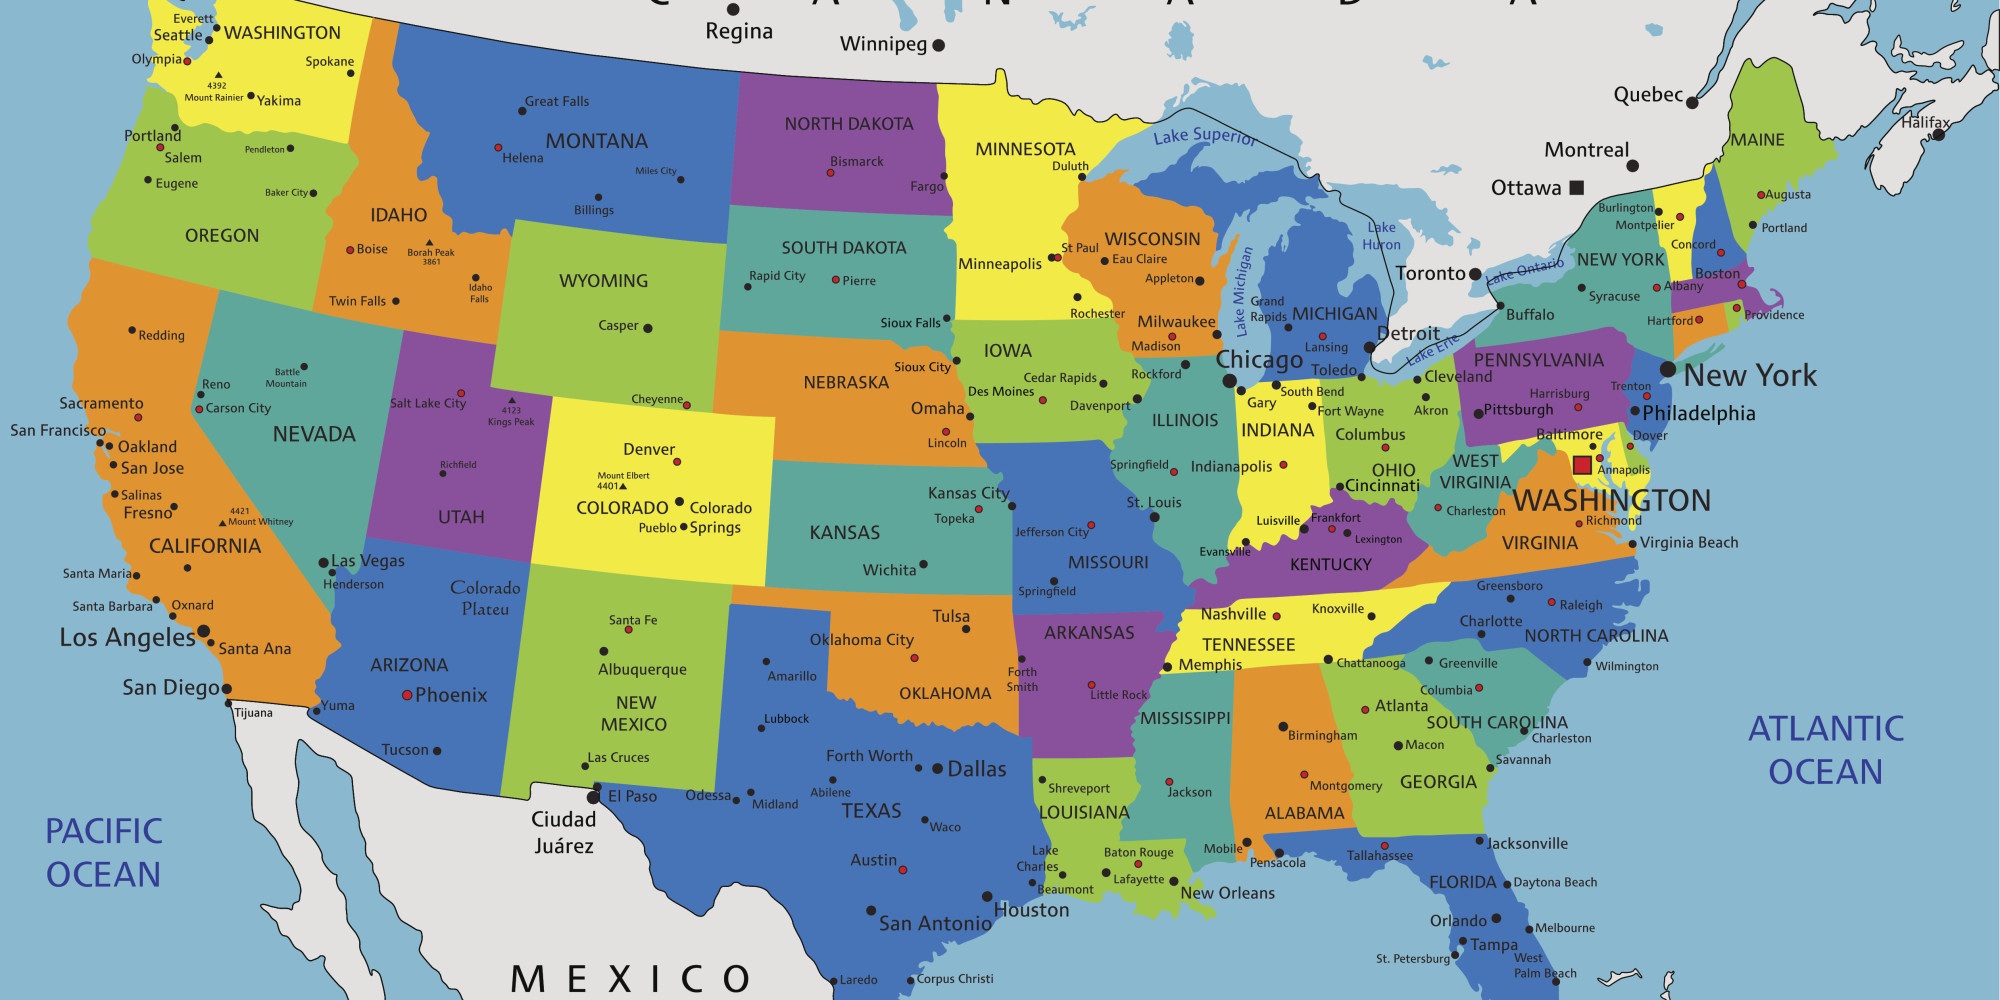 C A N A D A
Everett
Seattle
WASHINGTON
Olympia
Spokane
4392
Mount Rainier
Yakima
Portland
Salem
Pendleton
Eugene
Baker City
OREGON
IDAHO
Boise
Borah Peak
3861
Idaho
Falls
Twin Falls
Great Falls
MONTANA
Helena
Miles City
Billings
WYOMING
Casper
Cheyenne
Regina
Winnipeg
NORTH DAKOTA
Bismarck
Fargo
SOUTH DAKOTA
Rapid City
Pierre
Sioux Falls
MINNESOTA
Duluth
Minneapolis
St Paul
Rochester
WISCONSIN
Eau Claire
Appleton
Milwaukee
Madison
Lake Superior
Lake Michigan
Lake
Huron
Lake Ontario
Lake Erie
Grand
Rapids
MICHIGAN
Lansing
Detroit
Quebec
Montreal
Ottawa
Toronto
Halifax
MAINE
Augusta
Portland
Burlington
Montpelier
Concord
Boston
NEW YORK
Albany
Syracuse
Buffalo
Hartford
Providence
New York
PENNSYLVANIA
Harrisburg
Pittsburgh
Trenton
Philadelphia
Baltimore
Dover
Annapolis
WASHINGTON
Redding
Reno
Carson City
Battle
Mountain
NEVADA
Sacramento
San Francisco
Oakland
San Jose
Salinas
Fresno
4421
Mount Whitney
CALIFORNIA
Santa Maria
Santa Barbara
Oxnard
Los Angeles
Santa Ana
San Diego
Tijuana
Las Vegas
Henderson
Salt Lake City
4123
Kings Peak
Richfield
UTAH
Colorado
Plateu
ARIZONA
Phoenix
Yuma
Tucson
Denver
Mount Elbert
4401
COLORADO
Colorado
Springs
Pueblo
Santa Fe
Albuquerque
NEW
MEXICO
Las Cruces
El Paso
Ciudad
Juárez
NEBRASKA
Sioux City
Omaha
Lincoln
IOWA
Cedar Rapids
Des Moines
Davenport
KANSAS
Kansas City
Topeka
Wichita
MISSOURI
Jefferson City
St. Louis
Springfield
Chicago
Rockford
ILLINOIS
Springfield
Gary
South Bend
Fort Wayne
INDIANA
Indianapolis
Evansville
Toledo
Cleveland
Akron
Columbus
OHIO
Cincinnati
Luisville
Frankfort
Lexington
KENTUCKY
WEST
VIRGINIA
Charleston
Richmond
VIRGINIA
Virginia Beach
Greensboro
Raleigh
Charlotte
NORTH CAROLINA
Wilmington
Nashville
Knoxville
TENNESSEE
Memphis
Chattanooga
Greenville
Columbia
SOUTH CAROLINA
Charleston
Tulsa
Oklahoma City
OKLAHOMA
ARKANSAS
Forth
Smith
Little Rock
Amarillo
Lubbock
Forth Worth
Dallas
Odessa
Midland
Abilene
TEXAS
Waco
Austin
San Antonio
Houston
Laredo
Corpus Christi
Beaumont
Shreveport
LOUISIANA
Lake
Charles
Baton Rouge
Lafayette
New Orleans
MISSISSIPPI
Jackson
Birmingham
Montgomery
ALABAMA
Mobile
Atlanta
Macon
GEORGIA
Savannah
Pensacola
Tallahassee
Jacksonville
FLORIDA
Daytona Beach
Orlando
Melbourne
Tampa
St. Petersburg
West
Palm Beach
PACIFIC
OCEAN
ATLANTIC
OCEAN
MEXICO